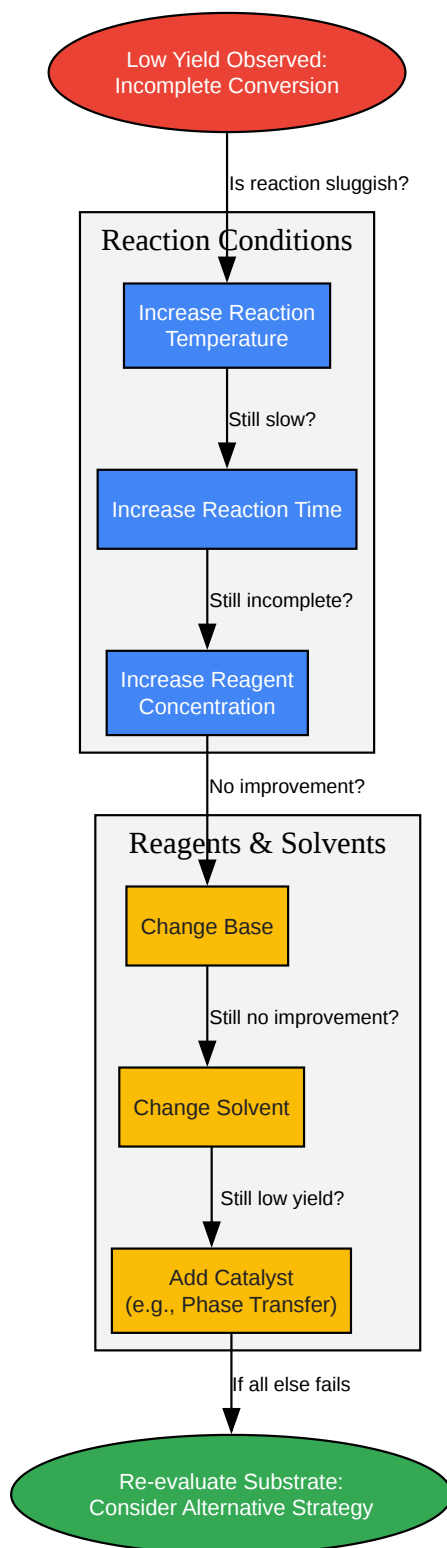 Low Yield Observed:
Incomplete Conversion
Is reaction sluggish?
Reaction Conditions
Increase Reaction
Temperature
Still slow?
Increase Reaction Time
Still incomplete?
Increase Reagent
Concentration
No improvement?
Reagents & Solvents
Change Base
Still no improvement?
Change Solvent
Still low yield?
Add Catalyst
(e.g., Phase Transfer)
If all else fails
Re-evaluate Substrate:
Consider Alternative Strategy